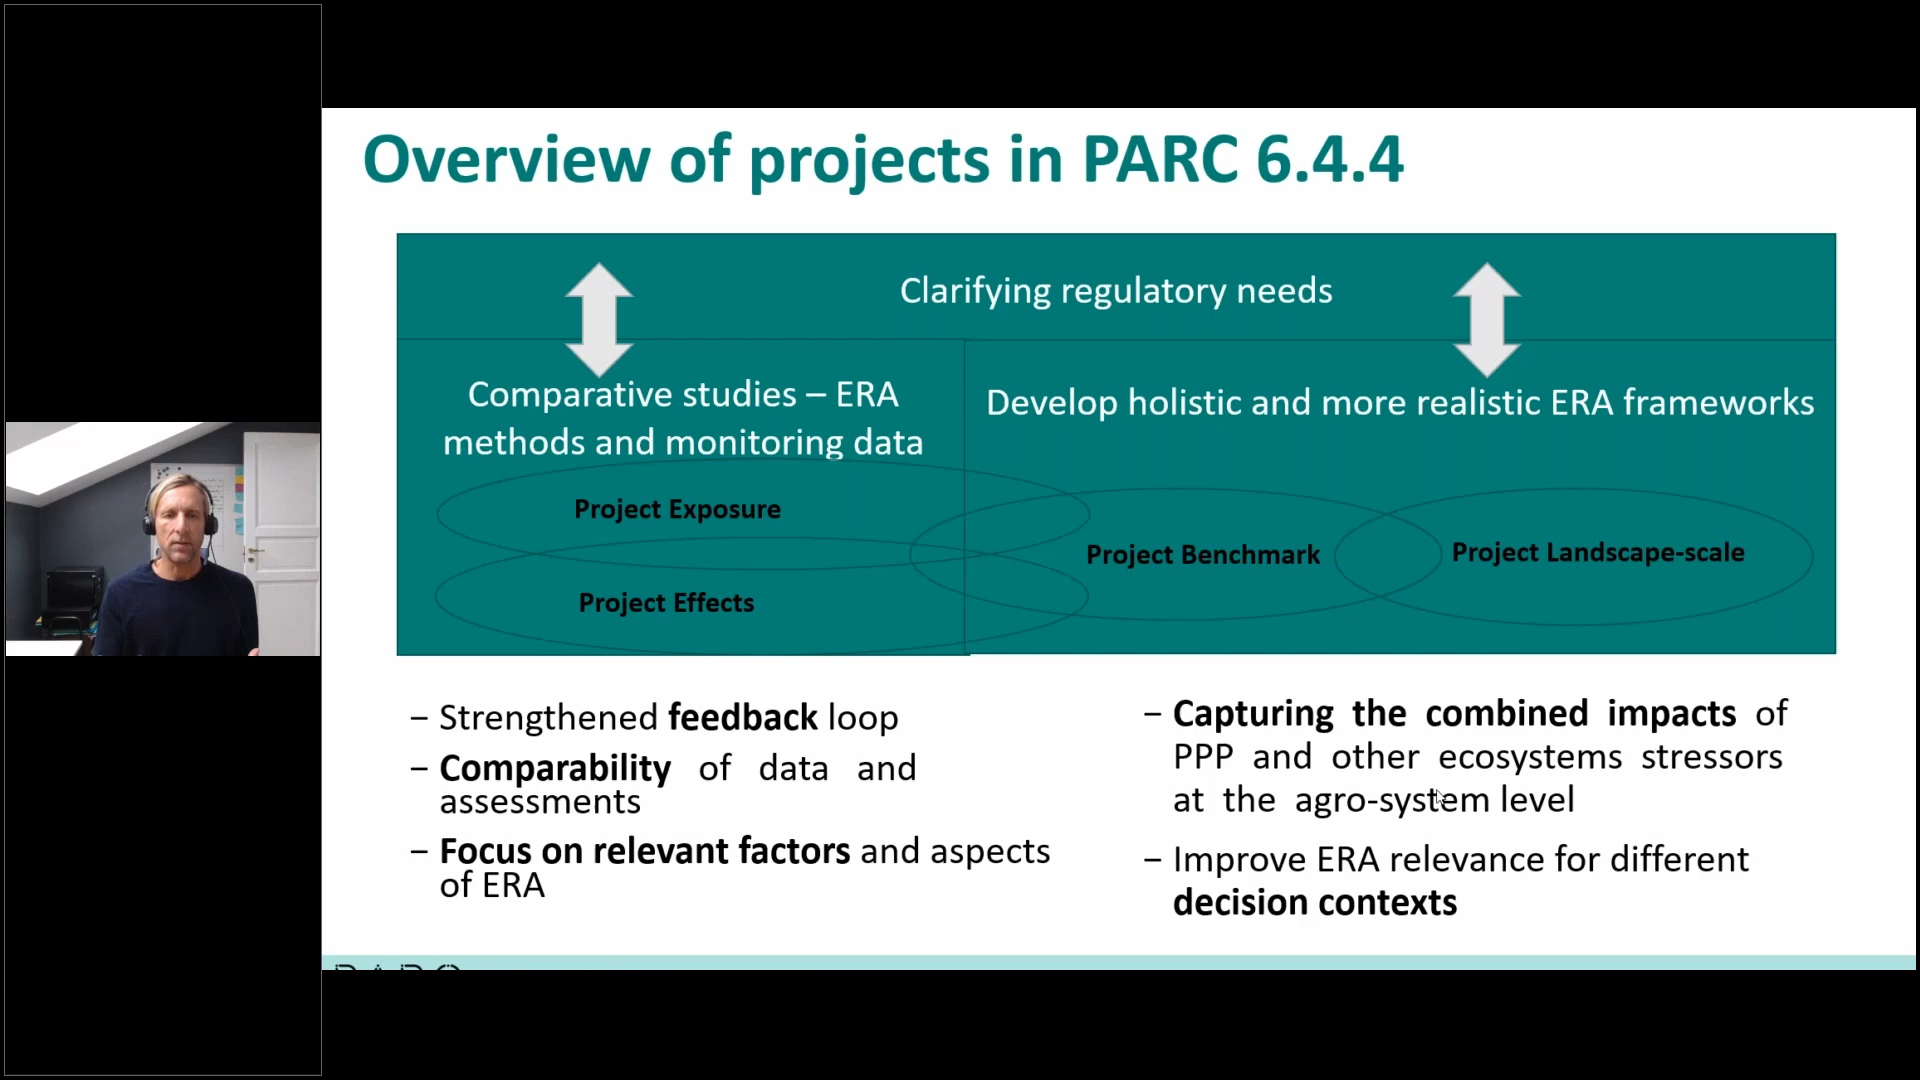 Overview of projects in PARC 6.4.4
Clarifying regulatory needs
Comparative studies – ERA
methods and monitoring data
Develop holistic and more realistic ERA frameworks
Project Exposure
Project Effects
Project Benchmark
Project Landscape-scale
– Strengthened feedback loop
– Comparability of data and
assessments
– Focus on relevant factors and aspects
of ERA
– Capturing the combined impacts of
PPP and other ecosystems stressors
at the agro-system level
– Improve ERA relevance for different
decision contexts